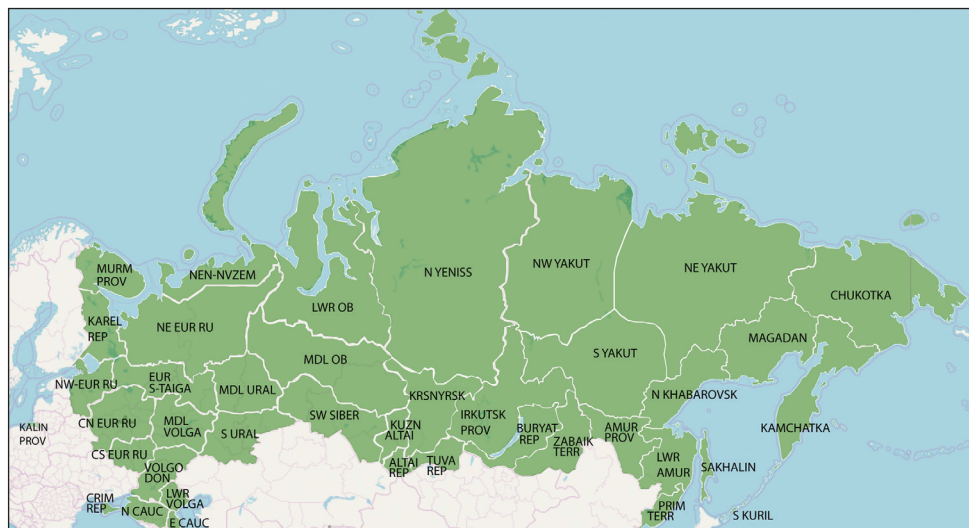 MURM
PROV
NEN-NVZEM
N YENISS
NW YAKUT
NE YAKUT
CHUKOTKA
KAREL
REP
NE EUR RU
LWR OB
MAGADAN
MDL OB
S YAKUT
NW-EUR RU
EUR
S-TAIGA
MDL URAL
KRSNYRSK
N KHABAROVSK
KALIN
PROV
CN EUR RU
MDL
VOLGA
S URAL
SW SIBER
KUZN
ALTAI
IRKUTSK
PROV
BURYAT
REP
ZABAIK
TERR
AMUR
PROV
KAMCHATKA
CS EUR RU
VOLGO
DON
ALTAI
REP
TUVA
REP
LWR
AMUR
SAKHALIN
CRIM
REP
N CAUC
LWR
VOLGA
E CAUC
PRIM
TERR
S KURIL